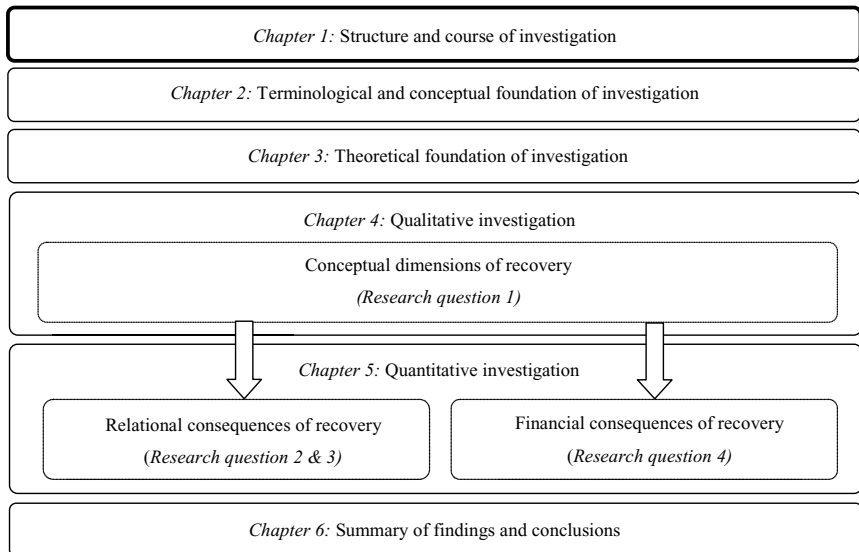 Chapter 1: Structure and course of investigation
Chapter 2: Terminological and conceptual foundation of investigation
Chapter 3: Theoretical foundation of investigation
Chapter 4: Qualitative investigation
Conceptual dimensions of recovery
(Research question 1)
Chapter 5: Quantitative investigation
Relational consequences of recovery
(Research question 2 & 3)
Financial consequences of recovery
(Research question 4)
Chapter 6: Summary of findings and conclusions